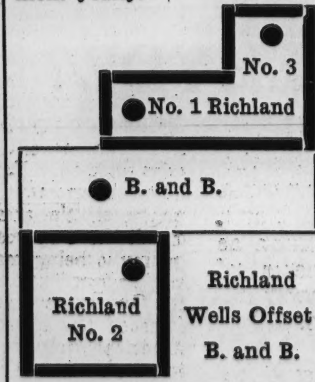 No. 3
No. 1 Richland
B. and B.
Richland
No. 2
Richland
Wells Offset
B. and B.